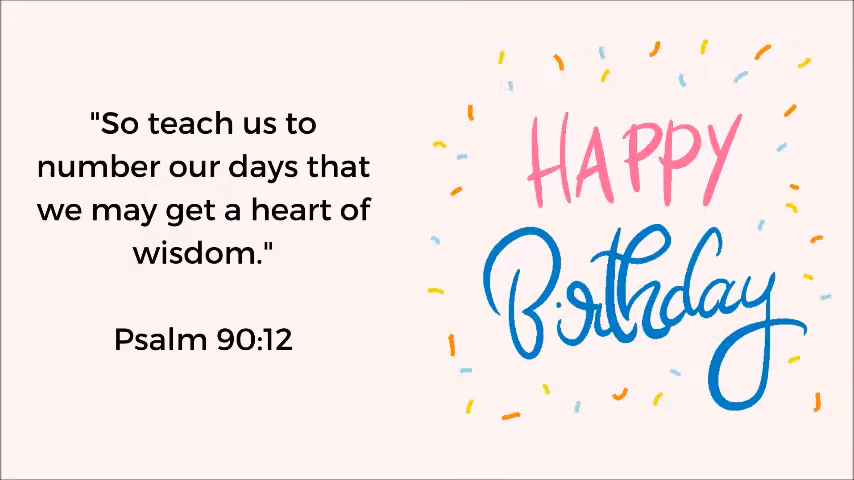 "So teach us to
number our days that
we may get a heart of
wisdom."
Psalm 90:12
HAPPY
Birthday